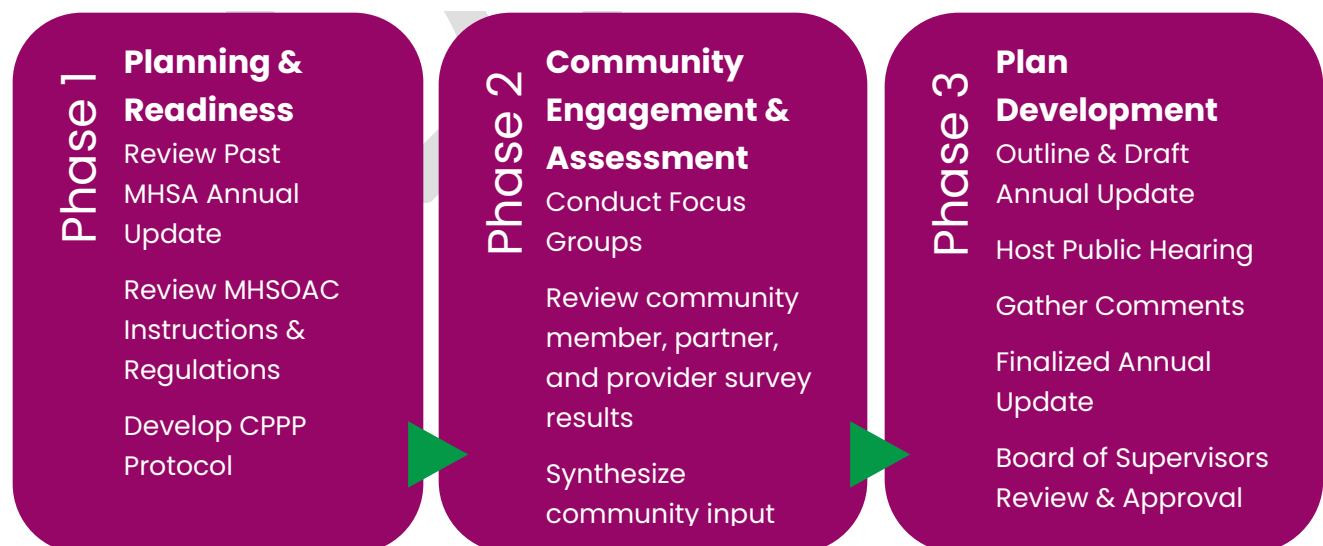 Phase 1
Planning &
Readiness
Review Past
MHSA Annual
Update
Review MHSOAC
Instructions &
Regulations
Develop CPPP
Protocol
Phase 2
Community
Engagement &
Assessment
Conduct Focus
Groups
Review community
member, partner,
and provider survey
results
Synthesize
community input
Phase 3
Plan
Development
Outline & Draft
Annual Update
Host Public Hearing
Gather Comments
Finalized Annual
Update
Board of Supervisors
Review & Approval